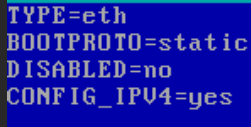 TYPE=eth
BOOTPROTO=static
DISABLED=no
CONFIG_IPV4=yes